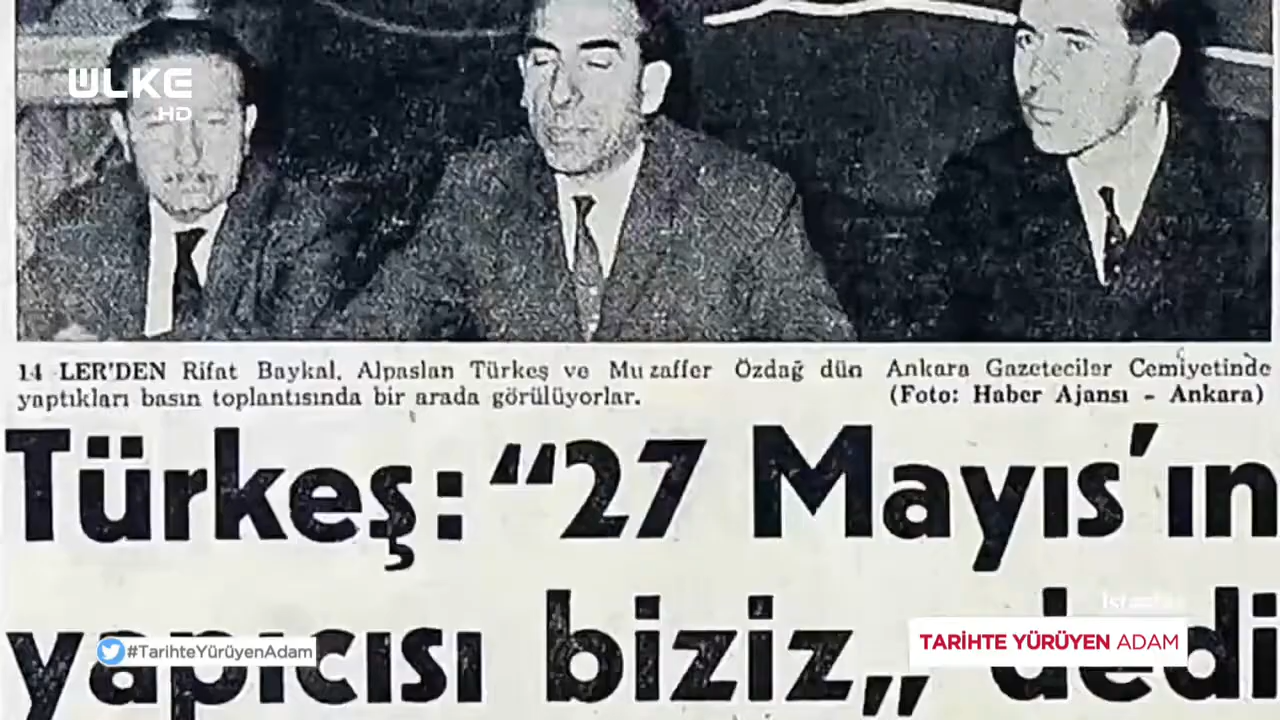 ULKE
HD
14 LER'DEN Rifat Baykal, Alpaslan Türkeş ve Muzaffer Özdağ dün Ankara Gazeteciler Cemiyetinde
yaptıkları basın toplantısında bir arada görülüyorlar. (Foto: Haber Ajansı - Ankara)
Türkeş: “27 Mayıs'ın
yapıcısı biziz„ dedi
#TarihteYürüyenAdam
TARİHTE YÜRÜYEN ADAM